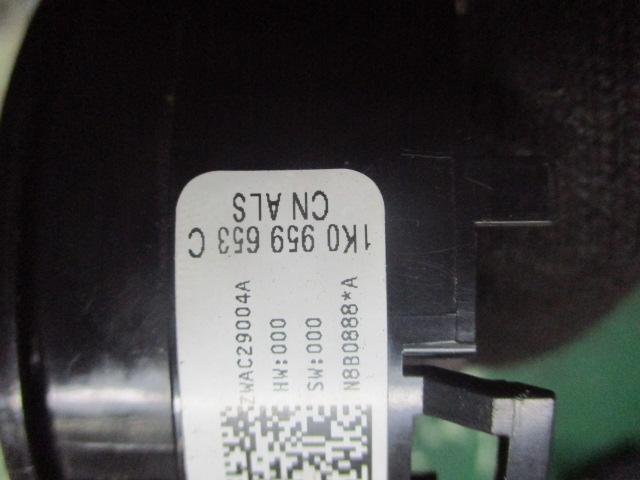 1K0 959 653 C
CN ALS
ZWAC29004A
HW:000
SW:000
N8B0888*A